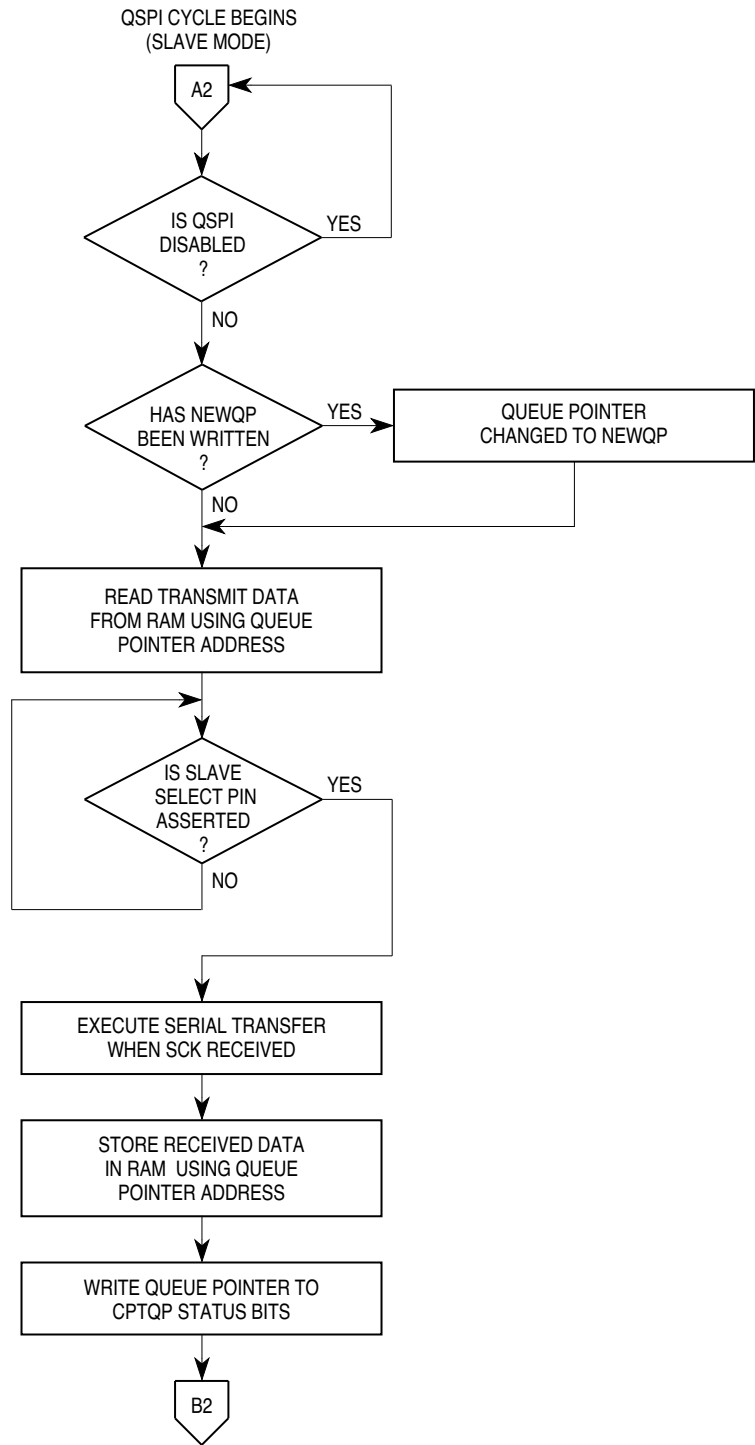 QSPI CYCLE BEGINS
(SLAVE MODE)
A2
IS QSPI
DISABLED
?
YES
NO
HAS NEWQP
BEEN WRITTEN
?
YES
QUEUE POINTER
CHANGED TO NEWQP
NO
READ TRANSMIT DATA
FROM RAM USING QUEUE
POINTER ADDRESS
IS SLAVE
SELECT PIN
ASSERTED
?
YES
NO
EXECUTE SERIAL TRANSFER
WHEN SCK RECEIVED
STORE RECEIVED DATA
IN RAM  USING QUEUE
POINTER ADDRESS
WRITE QUEUE POINTER TO
CPTQP STATUS BITS
B2